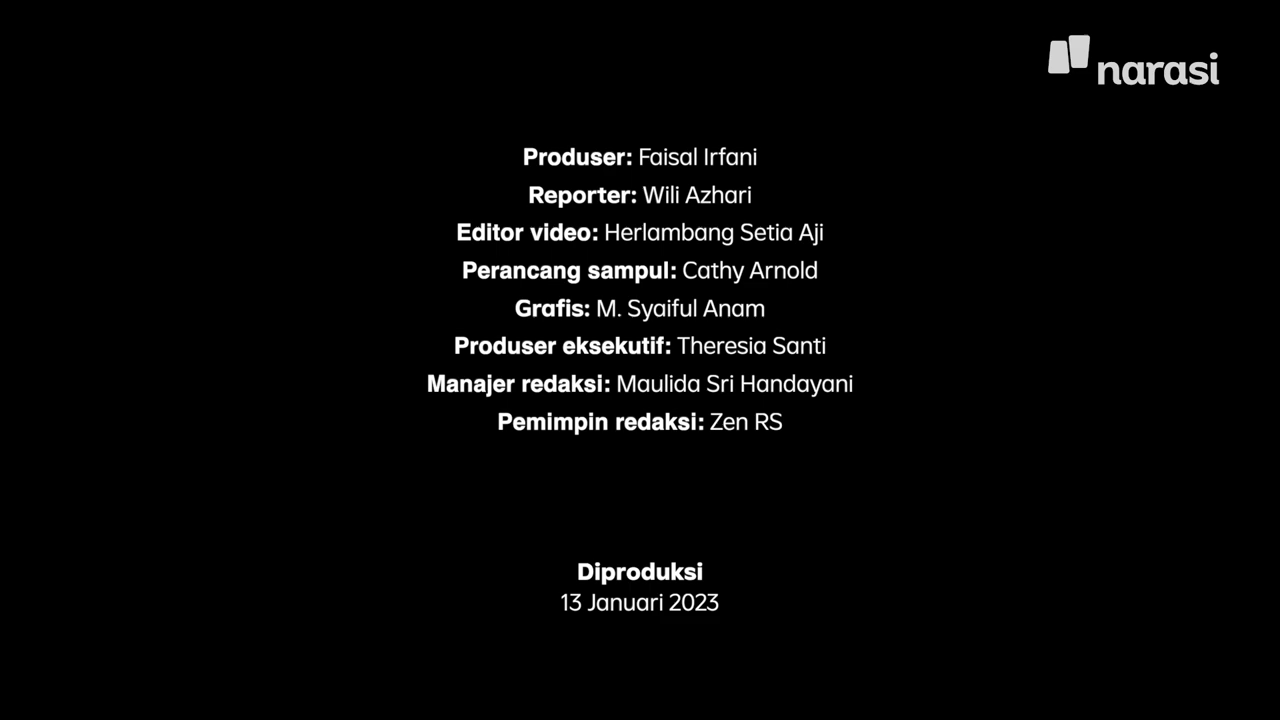 narasi
Produser: Faisal Irfani
Reporter: Wili Azhari
Editor video: Herlambang Setia Aji
Perancang sampul: Cathy Arnold
Grafis: M. Syaiful Anam
Produser eksekutif: Theresia Santi
Manajer redaksi: Maulida Sri Handayani
Pemimpin redaksi: Zen RS
Diproduksi
13 Januari 2023